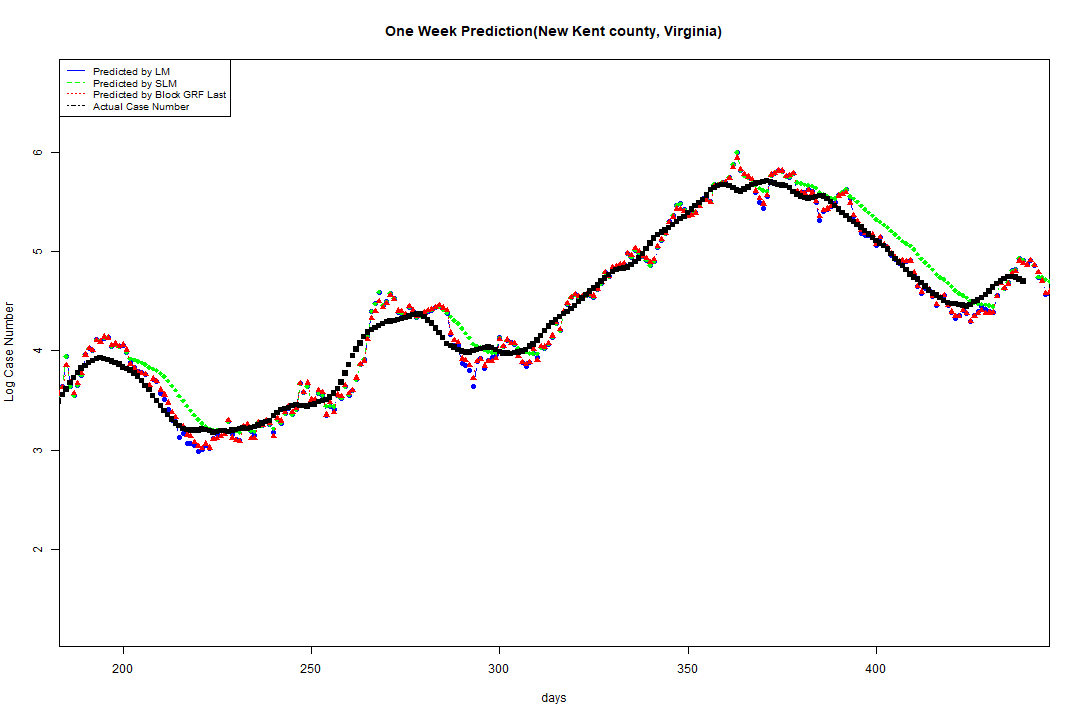 One Week Prediction(New Kent county, Virginia)
Predicted by LM
Predicted by SLM
Predicted by Block GRF Last
Actual Case Number
6
5
4
3
2
Log Case Number
200 250 300 350 400
days